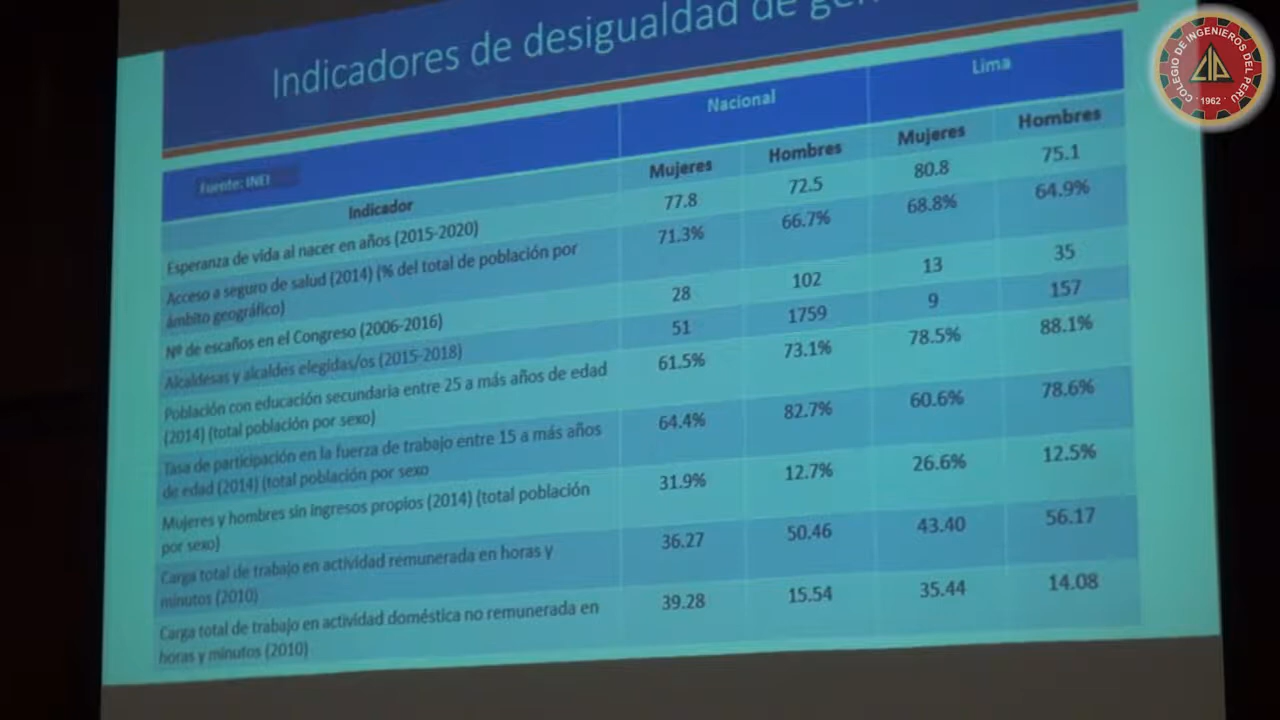 Indicadores de desigualdad de
Nacional
Lima
Fuente: INEI
Indicador
Mujeres
Hombres
Mujeres
Hombres
Esperanza de vida al nacer en años (2015-2020)
77.8
72.5
80.8
75.1
Acceso a seguro de salud (2014) (% del total de población por
ámbito geográfico)
71.3%
66.7%
68.8%
64.9%
Nº de escaños en el Congreso (2006-2016)
28
102
13
35
Alcaldesas y alcaldes elegidas/os (2015-2018)
51
1759
9
157
Población con educación secundaria entre 25 a más años de edad
(2014) (total población por sexo)
61.5%
73.1%
78.5%
88.1%
Tasa de participación en la fuerza de trabajo entre 15 a más años
de edad (2014) (total población por sexo
64.4%
82.7%
60.6%
78.6%
Mujeres y hombres sin ingresos propios (2014) (total población
por sexo)
31.9%
12.7%
26.6%
12.5%
Carga total de trabajo en actividad remunerada en horas y
minutos (2010)
36.27
50.46
43.40
56.17
Carga total de trabajo en actividad doméstica no remunerada en
horas y minutos (2010)
39.28
15.54
35.44
14.08
COLEGIO DE INGENIEROS DEL PERU
CIP
· 1962 ·